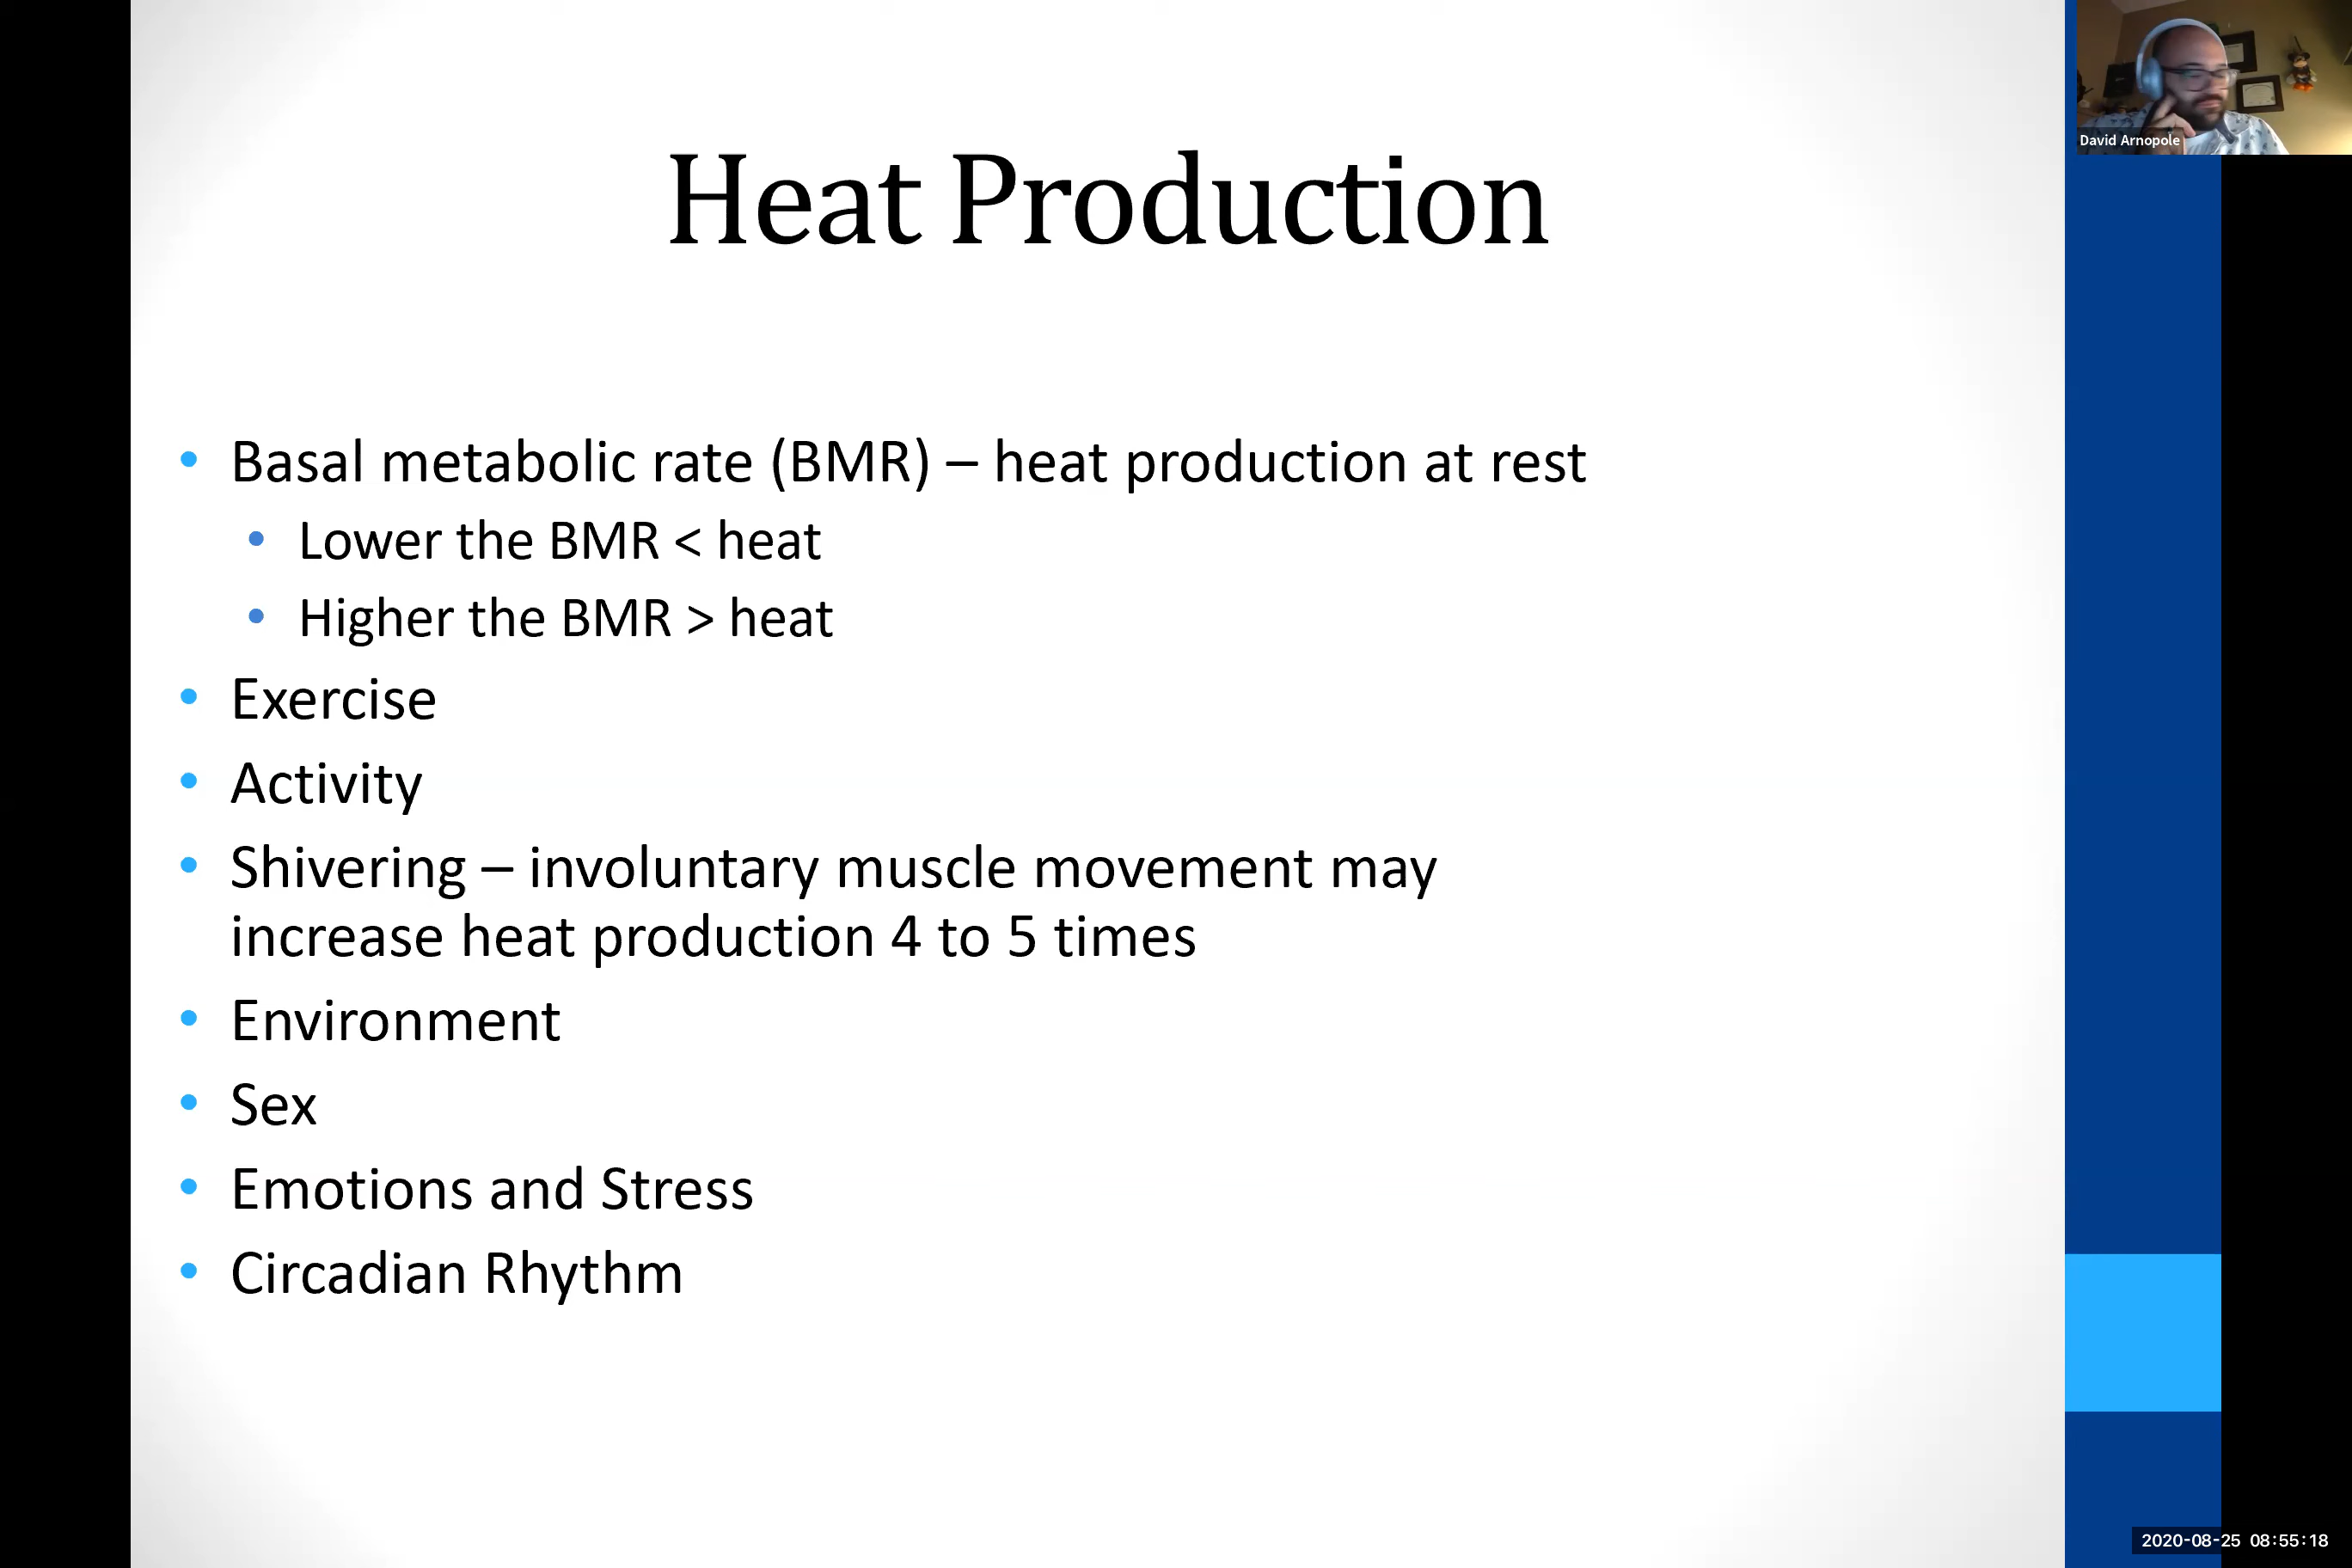 Heat Production
David Arnopole
Basal metabolic rate (BMR) – heat production at rest
Lower the BMR < heat
Higher the BMR > heat
Exercise
Activity
Shivering – involuntary muscle movement may
increase heat production 4 to 5 times
Environment
Sex
Emotions and Stress
Circadian Rhythm
2020-08-25 08:55:18